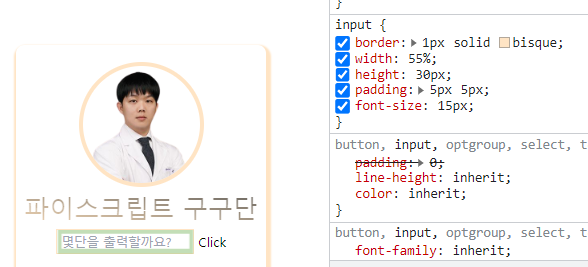 파이스크립트 구구단
몇단을 출력할까요? Click
}
input {
border: 1px solid bisque;
width: 55%;
height: 30px;
padding: 5px 5px;
font-size: 15px;
}
button, input, optgroup, select, t
padding: 0;
line-height: inherit;
color: inherit;
}
button, input, optgroup, select, t
font-family: inherit;